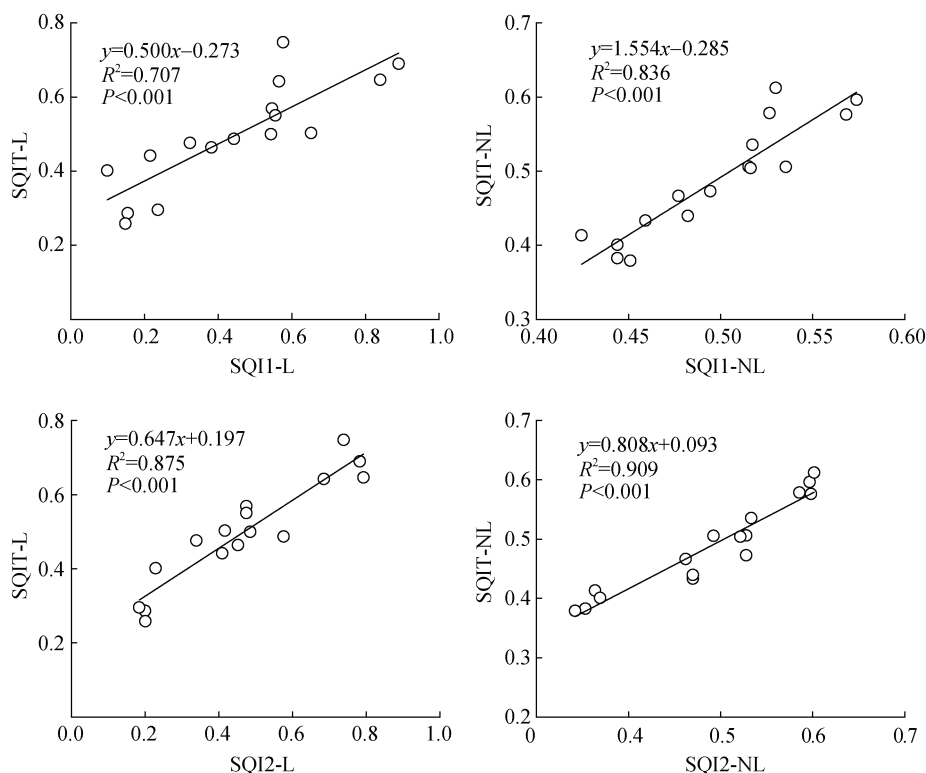 0.8
0.6
0.4
0.2
0.0
0.2
0.4
0.6
0.8
1.0
SQIT-L
SQI1-L
y=0.500x−0.273
R²=0.707
P<0.001
0.7
0.6
0.5
0.4
0.3
0.40
0.45
0.50
0.55
0.60
SQIT-NL
SQI1-NL
y=1.554x−0.285
R²=0.836
P<0.001
0.8
0.6
0.4
0.2
0.0
0.2
0.4
0.6
0.8
1.0
SQIT-L
SQI2-L
y=0.647x+0.197
R²=0.875
P<0.001
0.7
0.6
0.5
0.4
0.3
0.2
0
0.4
0.5
0.6
0.7
SQIT-NL
SQI2-NL
y=0.808x+0.093
R²=0.909
P<0.001